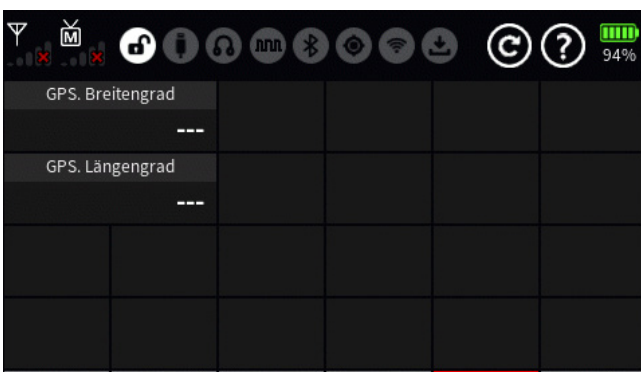 M
C
?
94%
GPS. Breitengrad
---
GPS. Längengrad
---